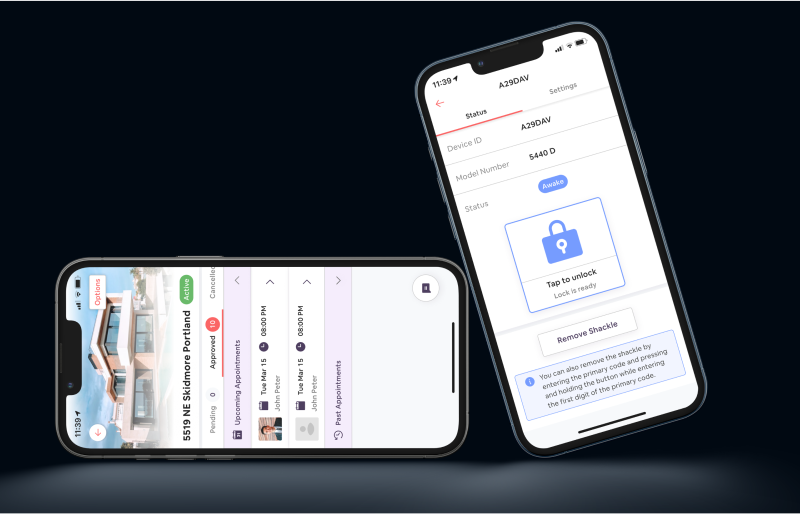 11:39
Options
5519 NE Skidmore Portland
Active
Pending 0
Approved 10
Cancelled
Upcoming Appointments
Tue Mar 15 08:00 PM
John Peter
Tue Mar 15 08:00 PM
John Peter
Past Appointments
11:39
A29DAV
Status
Settings
Device ID A29DAV
Model Number 5440 D
Status
Awake
Tap to unlock
Lock is ready
Remove Shackle
You can also remove the shackle by
entering the primary code and pressing
and holding the button while entering
the first digit of the primary code.